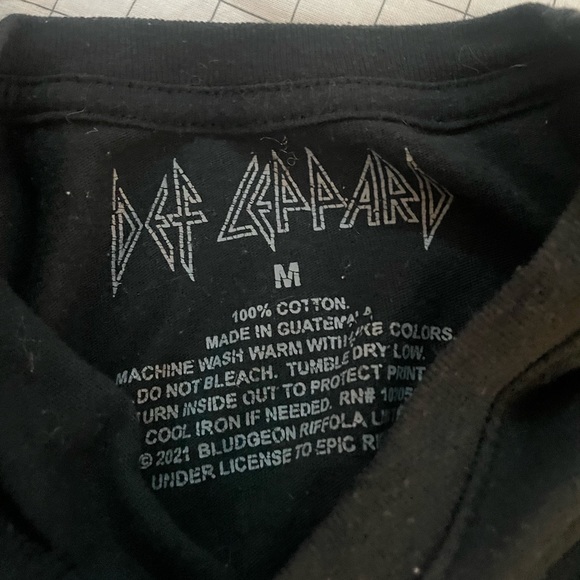 DEF LEPPARD
M
100% COTTON.
MADE IN GUATEMALA
MACHINE WASH WARM WITH LIKE COLORS.
DO NOT BLEACH. TUMBLE DRY LOW.
TURN INSIDE OUT TO PROTECT PRINT
COOL IRON IF NEEDED. RN#
© 2021 BLUDGEON RIFFOLA
UNDER LICENSE TO EPIC